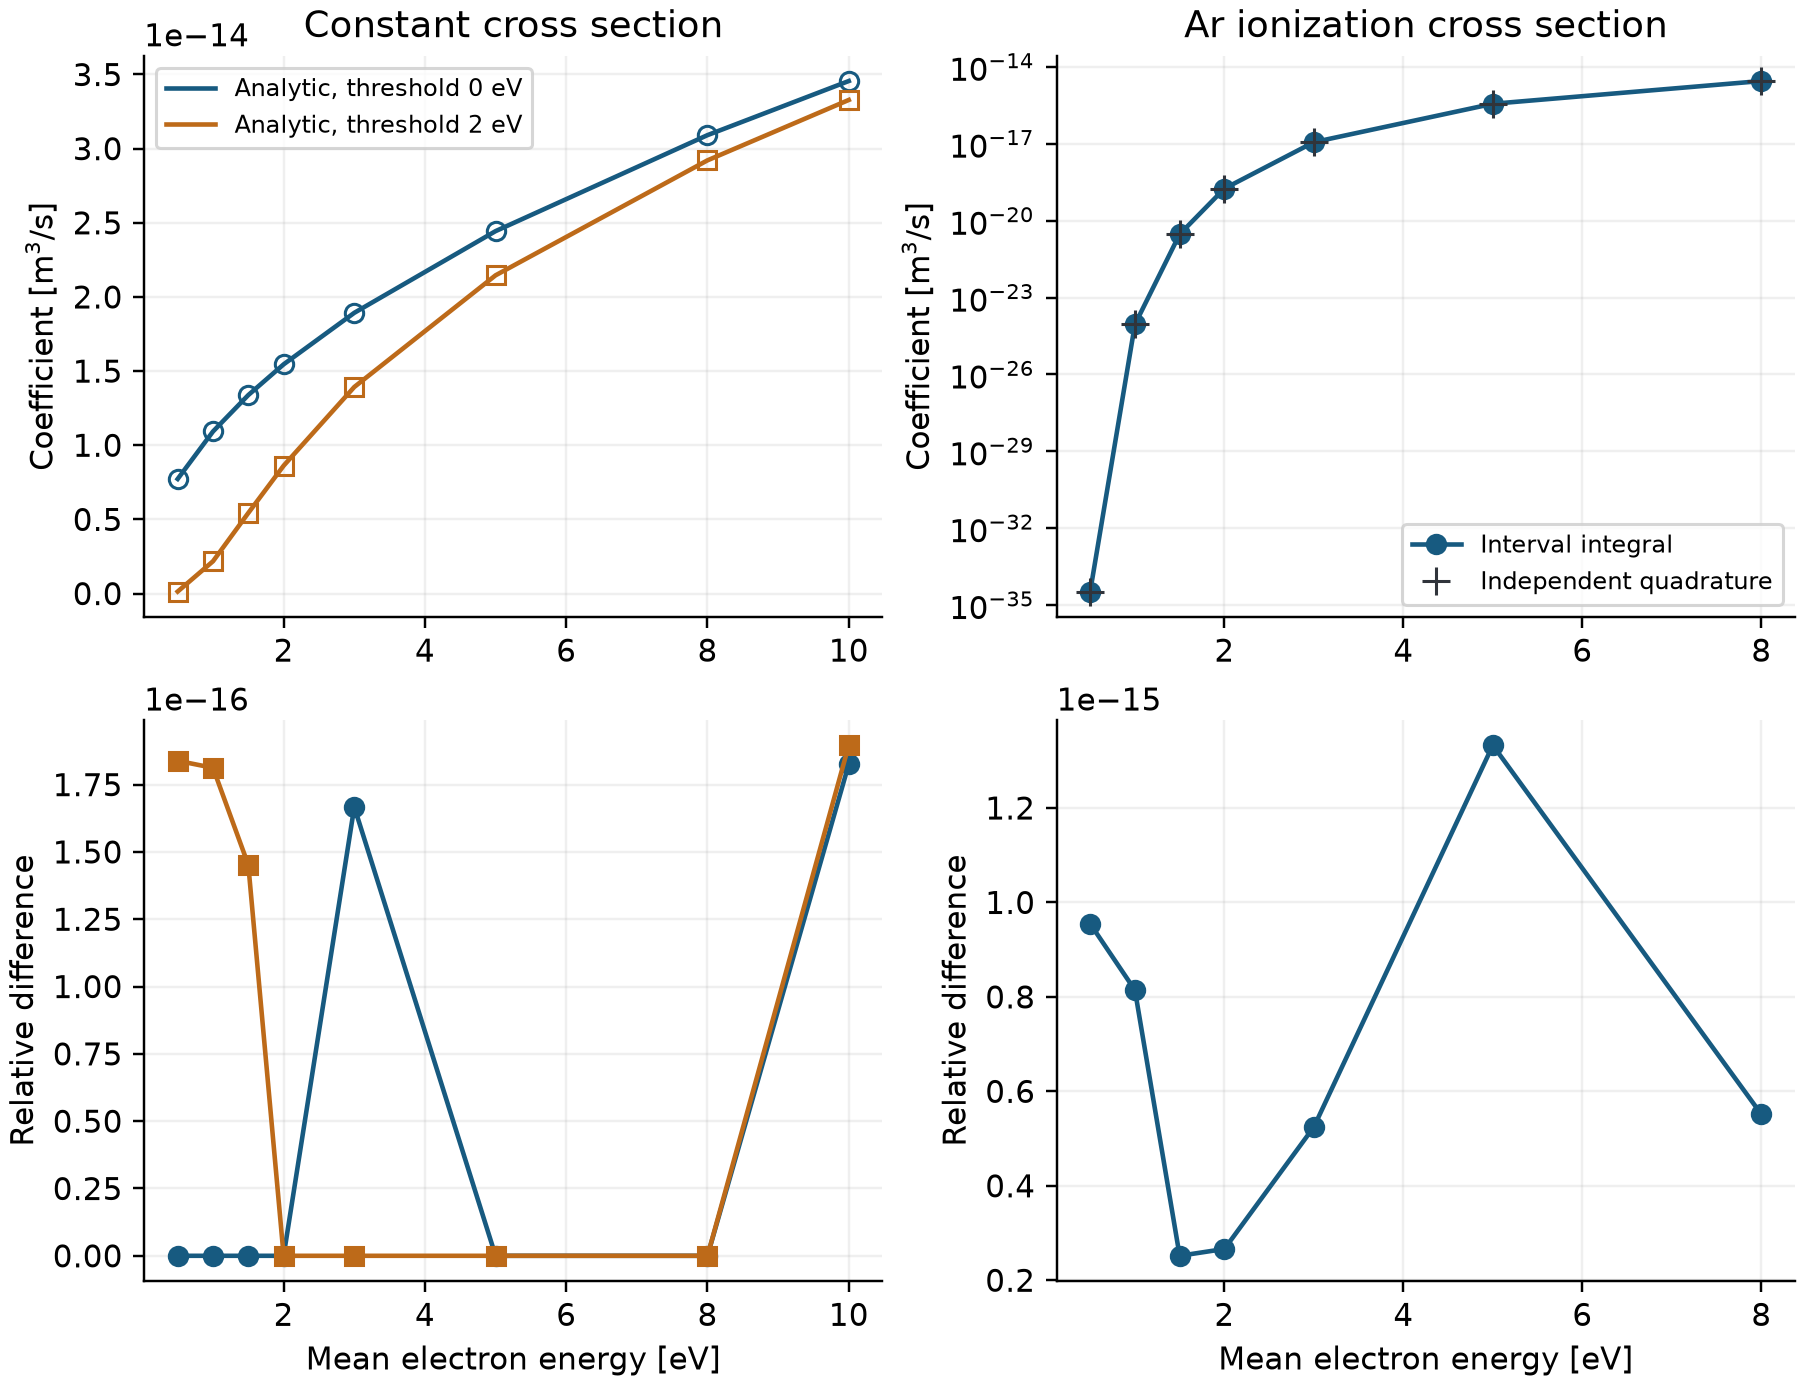 Constant cross section
1e−14
Analytic, threshold 0 eV
Analytic, threshold 2 eV
3.5
3.0
2.5
2.0
1.5
1.0
0.5
0.0
Coefficient [m³/s]
2 4 6 8 10
Ar ionization cross section
10⁻¹⁴
10⁻¹⁷
10⁻²⁰
10⁻²³
10⁻²⁶
10⁻²⁹
10⁻³²
10⁻³⁵
Coefficient [m³/s]
Interval integral
Independent quadrature
2 4 6 8
1e−16
1.75
1.50
1.25
1.00
0.75
0.50
0.25
0.00
Relative difference
2 4 6 8 10
Mean electron energy [eV]
1e−15
1.2
1.0
0.8
0.6
0.4
0.2
Relative difference
2 4 6 8
Mean electron energy [eV]